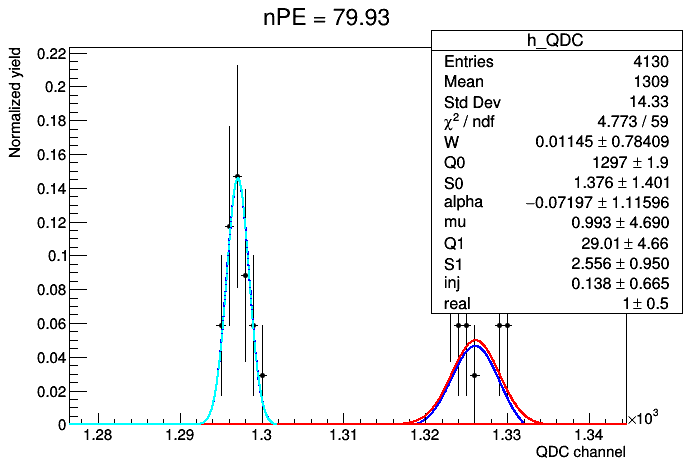 nPE = 79.93
h_QDC
Entries 4130
Mean 1309
Std Dev 14.33
χ² / ndf 4.773 / 59
W 0.01145 ± 0.78409
Q0 1297 ± 1.9
S0 1.376 ± 1.401
alpha −0.07197 ± 1.11596
mu 0.993 ± 4.690
Q1 29.01 ± 4.66
S1 2.556 ± 0.950
inj 0.138 ± 0.665
real 1 ± 0.5
Normalized yield
0.22
0.2
0.18
0.16
0.14
0.12
0.1
0.08
0.06
0.04
0.02
0
1.28 1.29 1.3 1.31 1.32 1.33 1.34
×10³
QDC channel